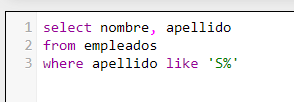 1 select nombre, apellido
2 from empleados
3 where apellido like 'S%'